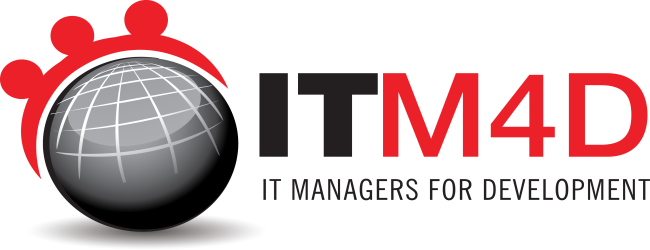 ITM4D
IT MANAGERS FOR DEVELOPMENT